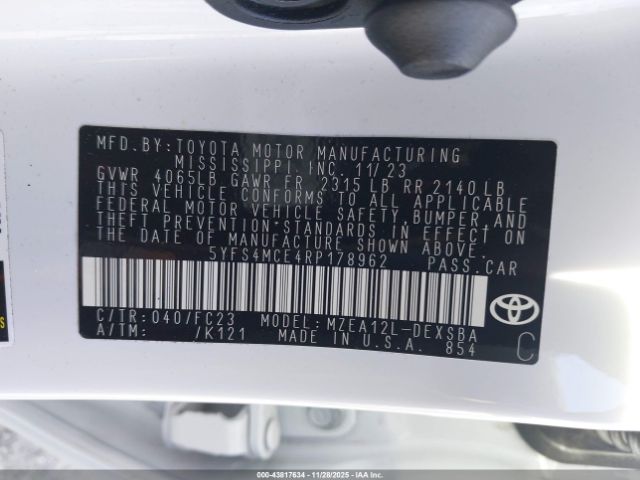 MFD. BY: TOYOTA MOTOR MANUFACTURING
MISSISSIPPI, INC. 11/23
GVWR 4065LB GAWR FR 2315 LB RR 2140 LB
THIS VEHICLE CONFORMS TO ALL APPLICABLE
FEDERAL MOTOR VEHICLE SAFETY, BUMPER, AND
THEFT PREVENTION STANDARDS IN EFFECT ON
THE DATE OF MANUFACTURE SHOWN ABOVE.
5YFS4MCE4RP178962 PASS. CAR
C/TR: 040/FC23 MODEL: MZEA12L-DEXSBA
A/TM: /K121 MADE IN U.S.A. 854
C
000-43817634 - 11/28/2025 - IAAI.COM